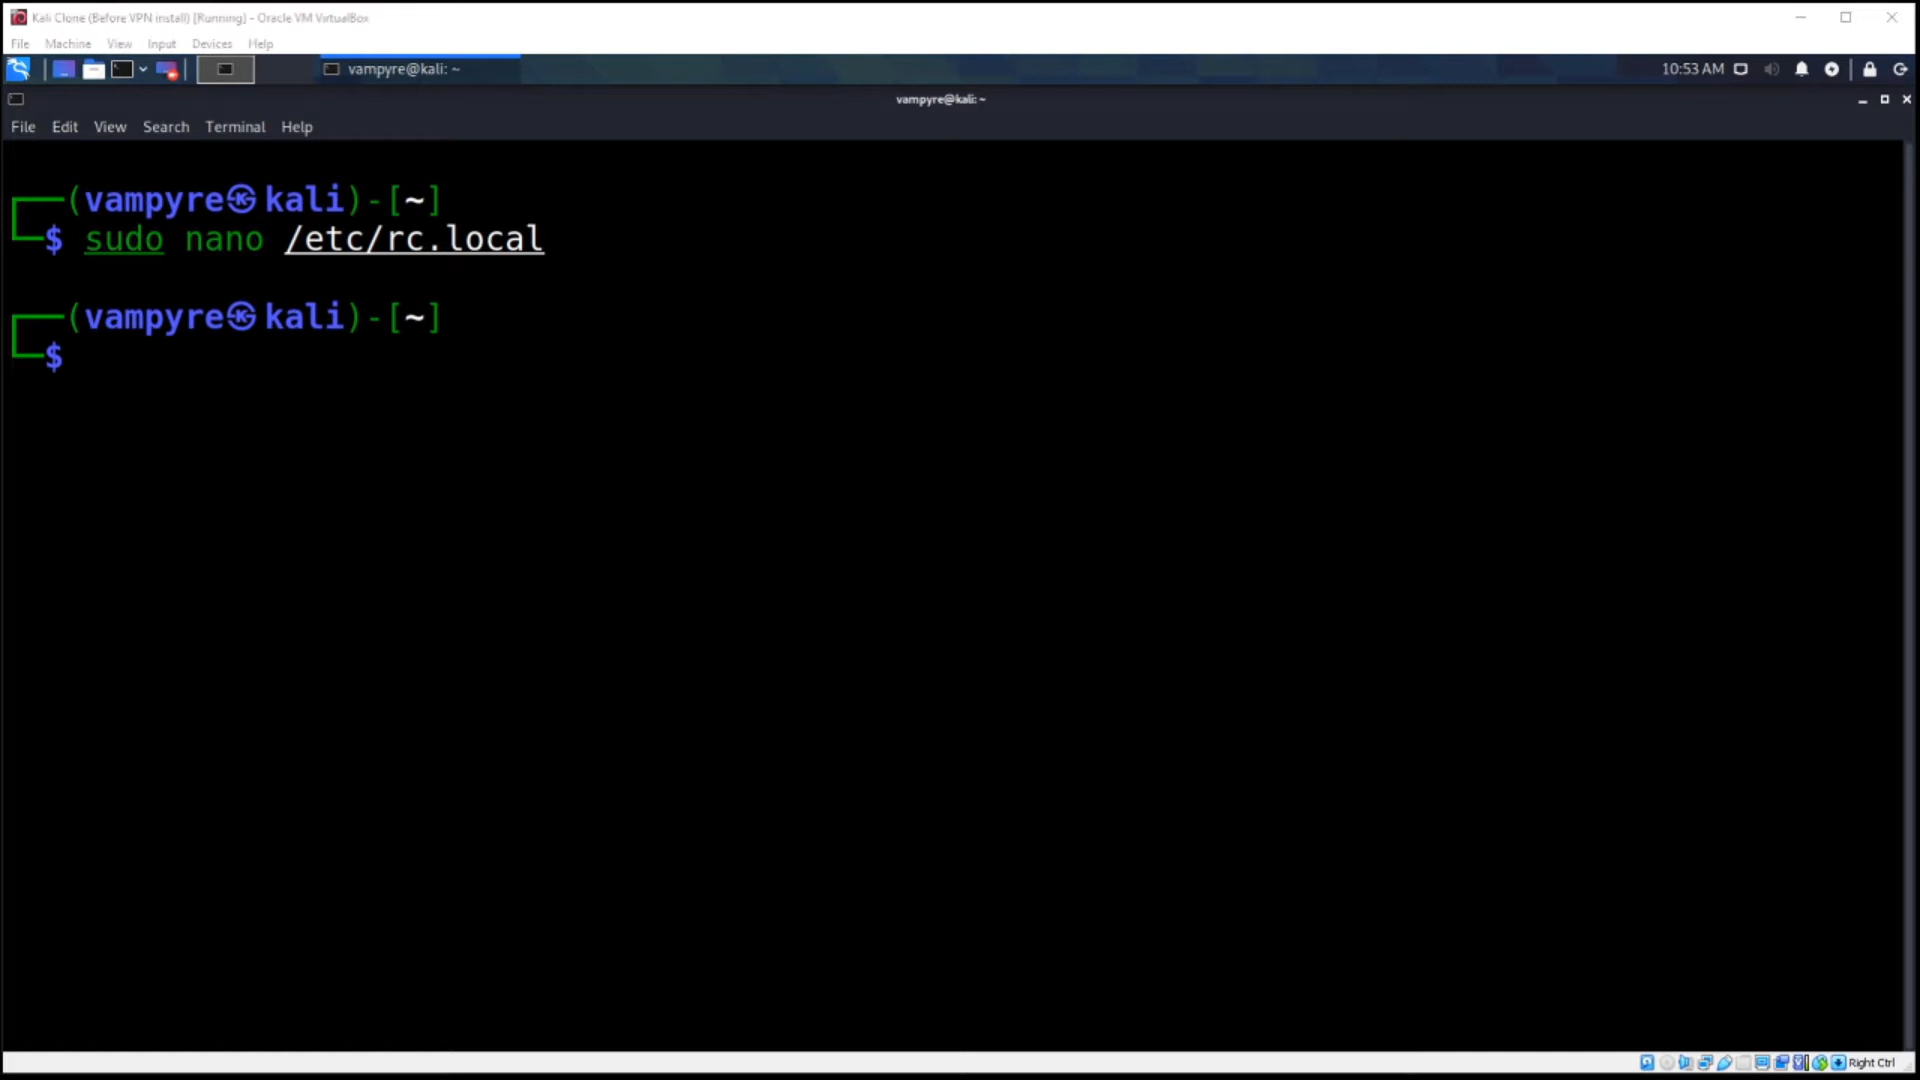 Kali Clone (Before VPN install) [Running] - Oracle VM VirtualBox
File Machine View Input Devices Help
vampyre@kali: ~
10:53 AM
vampyre@kali: ~
File Edit View Search Terminal Help
(vampyre㉿kali)-[~]
$ sudo nano /etc/rc.local
(vampyre㉿kali)-[~]
$
Right Ctrl